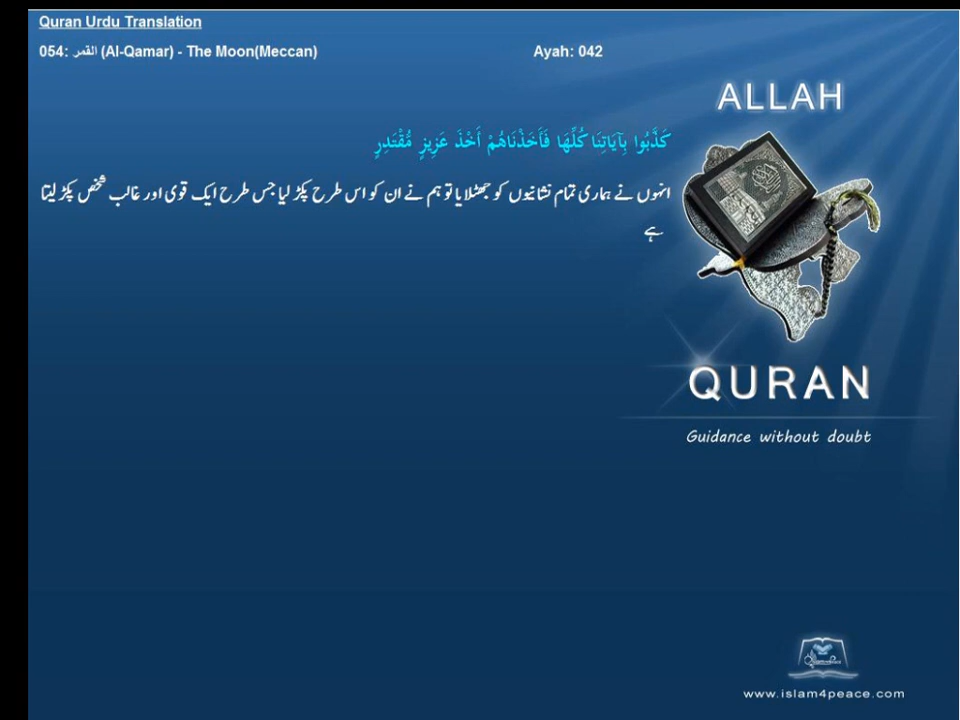 Quran Urdu Translation
054: القمر (Al-Qamar) - The Moon(Meccan) Ayah: 042
ALLAH
كَذَّبُوا بِآيَاتِنَا كُلِّهَا فَأَخَذْنَاهُمْ أَخْذَ عَزِيزٍ مُّقْتَدِرٍ
انہوں نے ہماری تمام نشانیوں کو جھٹلایا تو ہم نے ان کو اس طرح پکڑ لیا جس طرح ایک قوی اور غالب شخص پکڑ لیتا
ہے
QURAN
Guidance without doubt
www.islam4peace.com